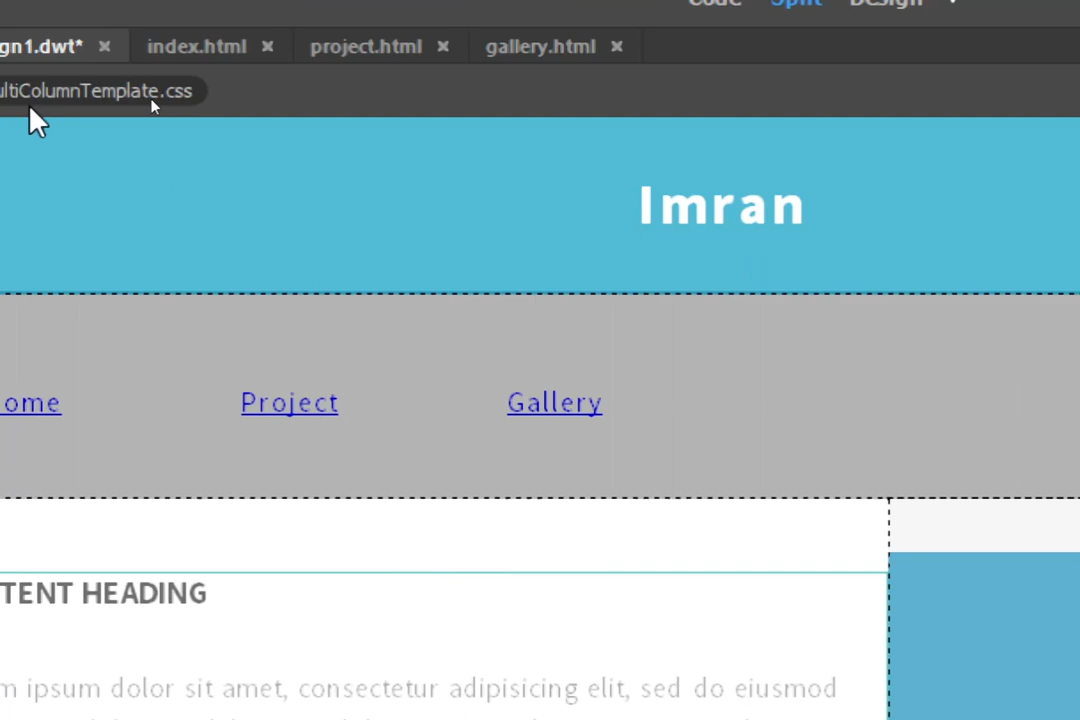 Code Split Design
gn1.dwt* × index.html × project.html × gallery.html ×
ultiColumnTemplate.css
Imran
ome Project Gallery
TENT HEADING
m ipsum dolor sit amet, consectetur adipisicing elit, sed do eiusmod